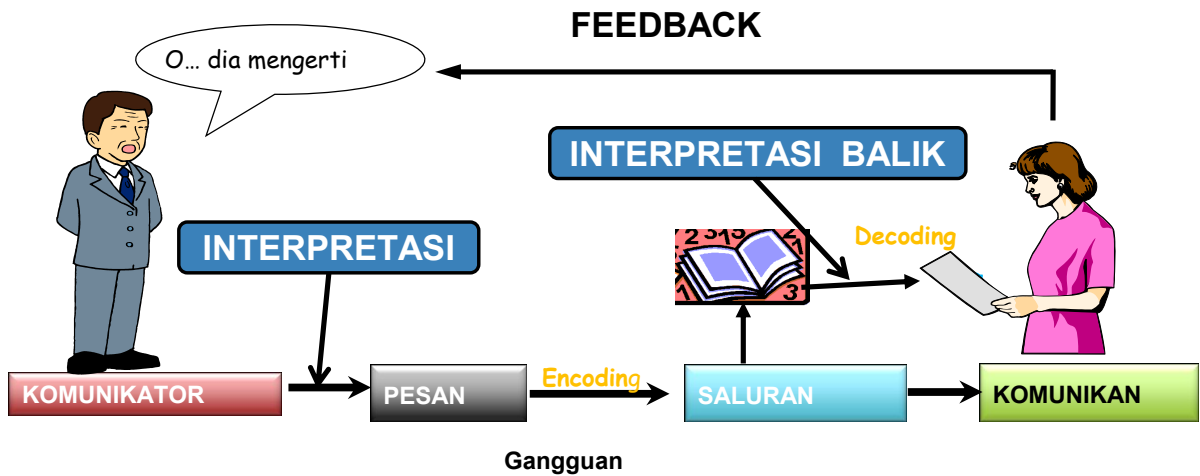 FEEDBACK
O... dia mengerti
INTERPRETASI BALIK
INTERPRETASI
Decoding
KOMUNIKATOR
PESAN
Encoding
SALURAN
KOMUNIKAN
Gangguan